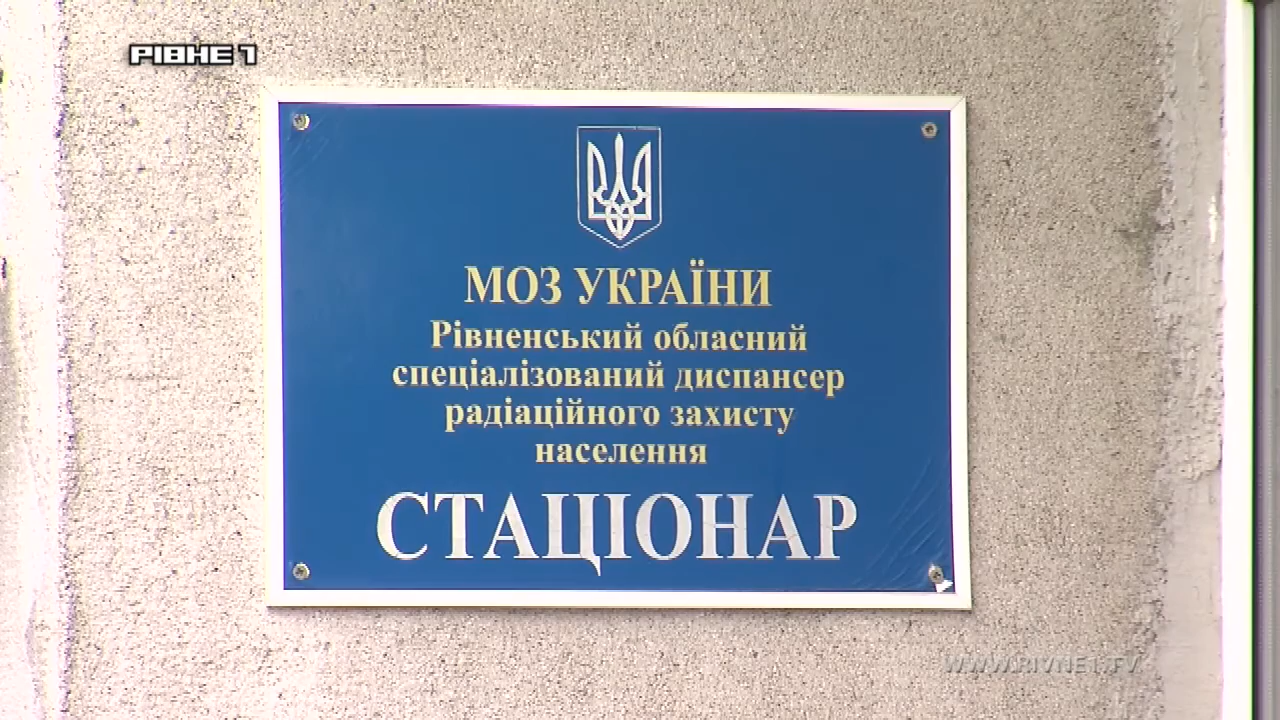 РІВНЕ 1
МОЗ УКРАЇНИ
Рівненський обласний
спеціалізований диспансер
радіаційного захисту
населення
СТАЦІОНАР
WWW.RIVNE1.TV